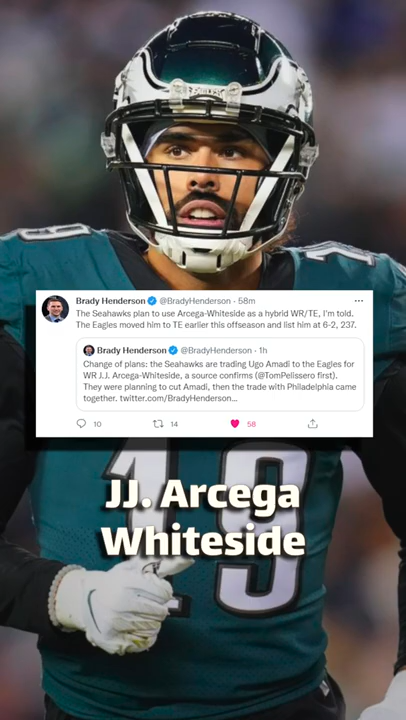 EAGLES
19
19
Brady Henderson @BradyHenderson · 58m
The Seahawks plan to use Arcega-Whiteside as a hybrid WR/TE, I'm told.
The Eagles moved him to TE earlier this offseason and list him at 6-2, 237.
Brady Henderson @BradyHenderson · 1h
Change of plans: the Seahawks are trading Ugo Amadi to the Eagles for
WR J.J. Arcega-Whiteside, a source confirms (@TomPelissero first).
They were planning to cut Amadi, then the trade with Philadelphia came
together. twitter.com/BradyHenderson...
10 14 58
JJ. Arcega
Whiteside
19